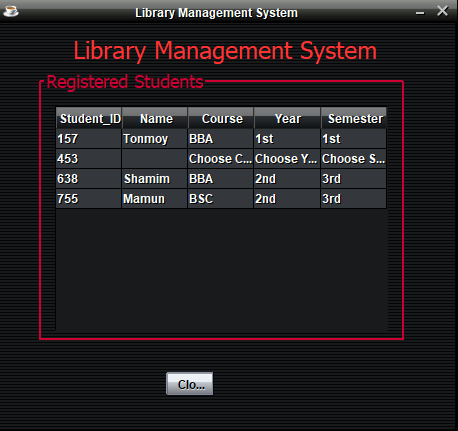 Library Management System
Library Management System
Registered Students
Student_ID Name Course Year Semester
157 Tonmoy BBA 1st 1st
453 Choose C... Choose Y... Choose S...
638 Shamim BBA 2nd 3rd
755 Mamun BSC 2nd 3rd
Clo...